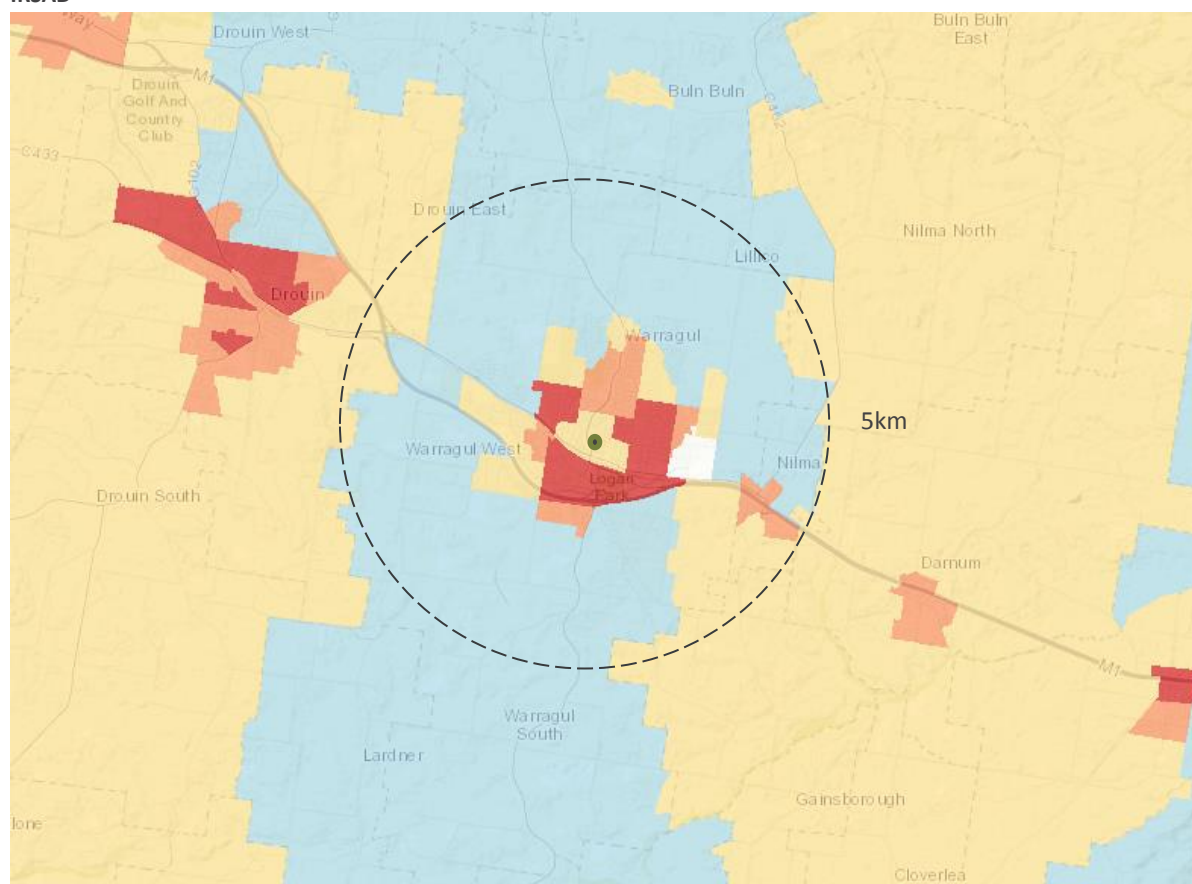 IRSAD
Way
Drouin West
Buln Buln
East
M1
Drouin
Golf And
Country
Club
Buln Buln
C462
C433
C102
Drouin East
Nilma North
Lillico
Drouin
Warragul
5km
Warragul West
Nilma
Logan
Park
Drouin South
Darnum
M1
Warragul
South
Lardner
Gainsborough
lone
Cloverlea